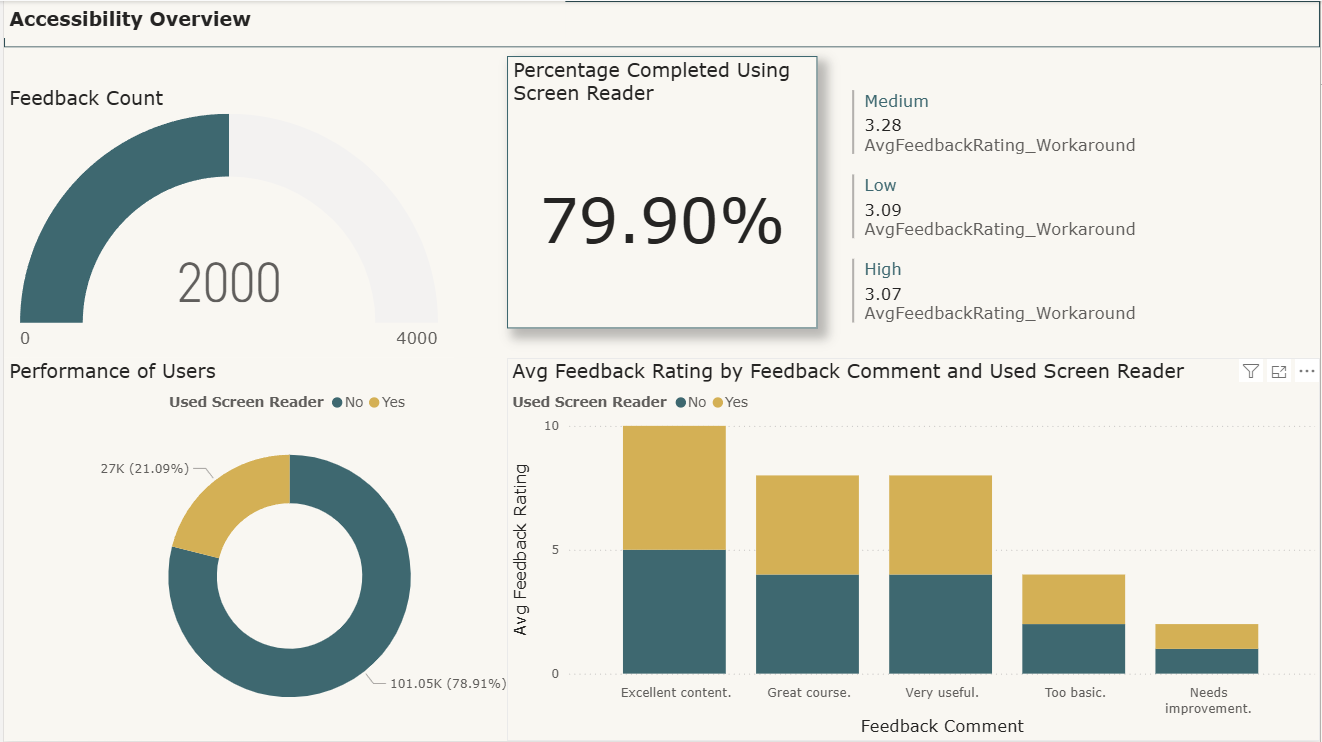 Accessibility Overview
Feedback Count
2000
0
4000
Percentage Completed Using
Screen Reader
79.90%
Medium
3.28
AvgFeedbackRating_Workaround
Low
3.09
AvgFeedbackRating_Workaround
High
3.07
AvgFeedbackRating_Workaround
Performance of Users
Used Screen Reader No Yes
27K (21.09%)
101.05K (78.91%)
Avg Feedback Rating by Feedback Comment and Used Screen Reader
Used Screen Reader No Yes
Avg Feedback Rating
10
5
0
Excellent content.
Great course.
Very useful.
Too basic.
Needs
improvement.
Feedback Comment